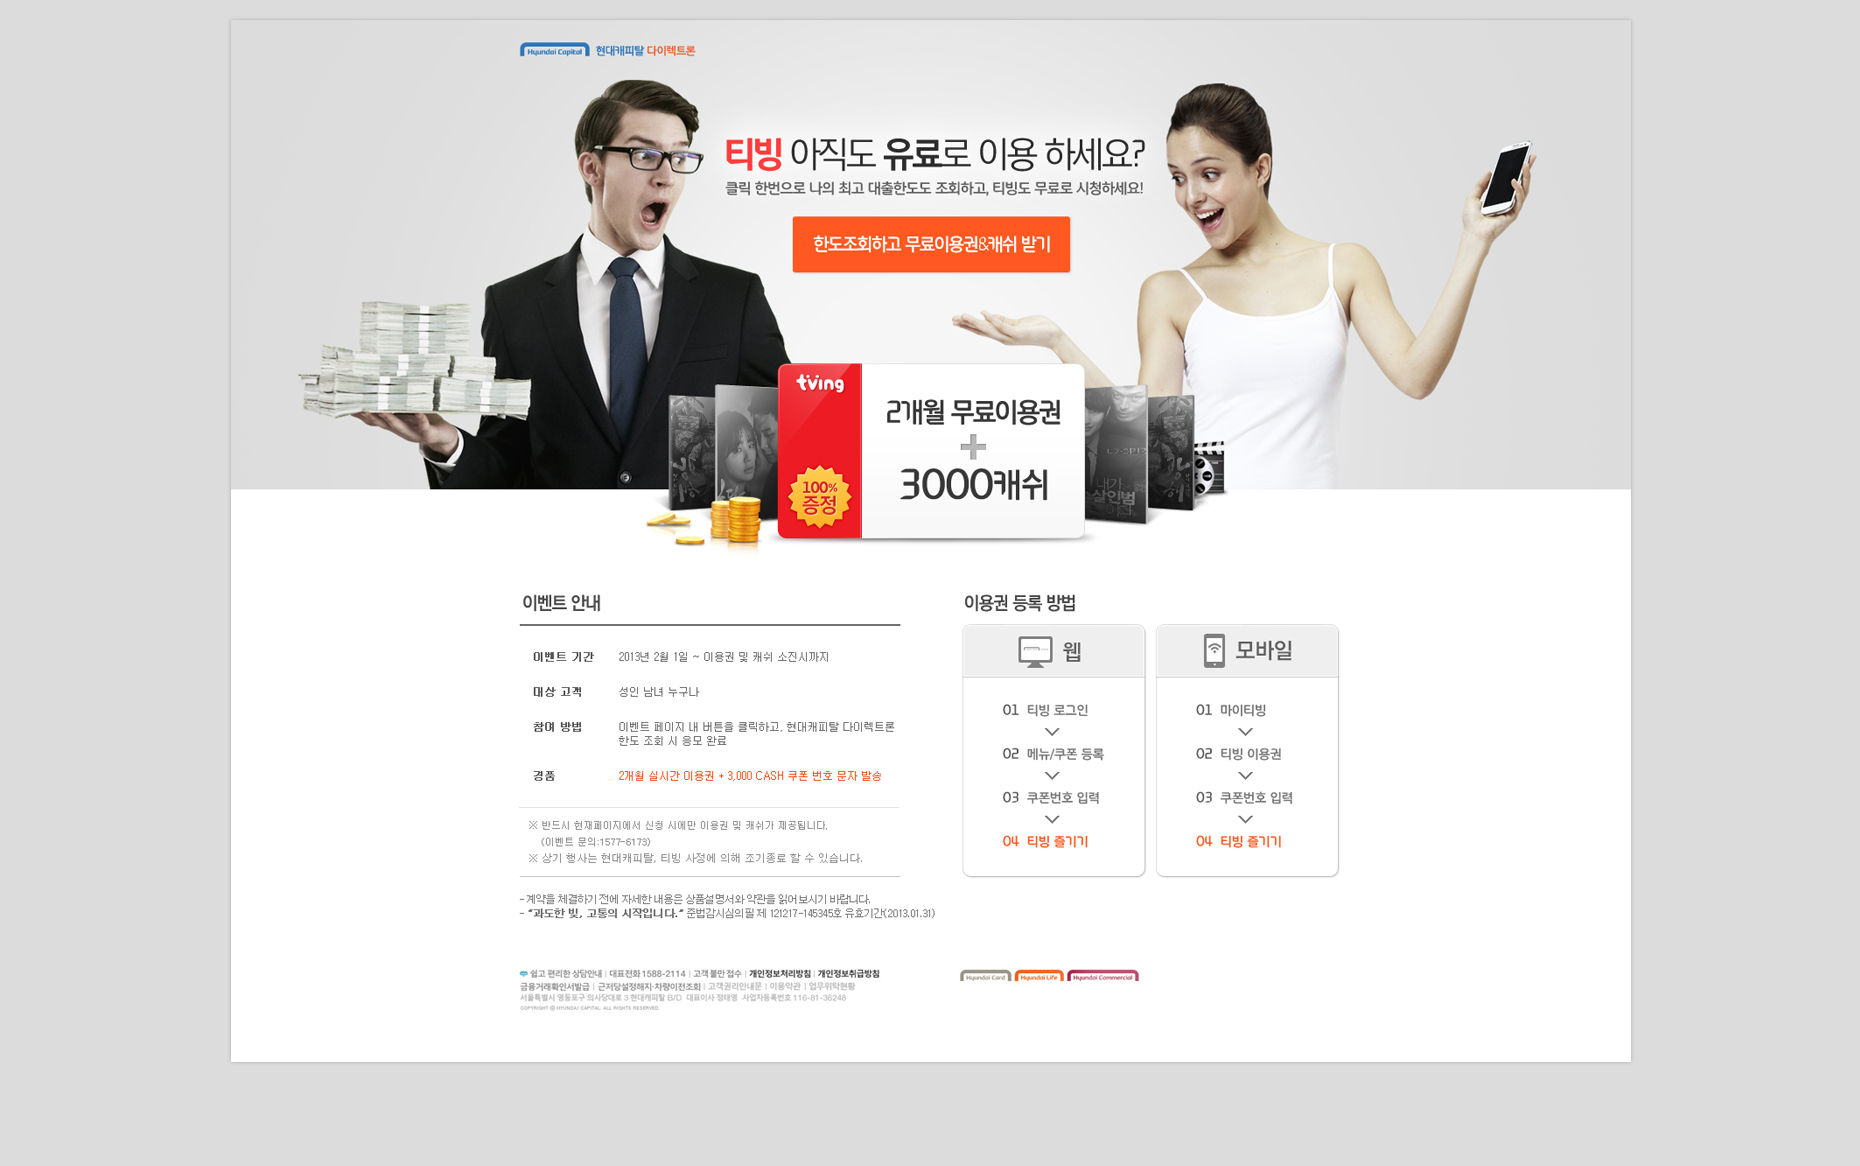 Hyundai Capital 현대캐피탈 다이렉트론
티빙 아직도 유료로 이용 하세요?
클릭 한번으로 나의 최고 대출한도도 조회하고, 티빙도 무료로 시청하세요!
한도조회하고 무료이용권&캐쉬 받기
tving
100%
증정
2개월 무료이용권
+
3000캐쉬
내가
살인범
이다
이벤트 안내
이벤트 기간 2013년 2월 1일 ~ 이용권 및 캐쉬 소진시까지
대상 고객 성인 남녀 누구나
참여 방법 이벤트 페이지 내 버튼을 클릭하고, 현대캐피탈 다이렉트론
한도 조회 시 응모 완료
경품 2개월 실시간 이용권 + 3,000 CASH 쿠폰 번호 문자 발송
※ 반드시 현재페이지에서 신청 시에만 이용권 및 캐쉬가 제공됩니다.
(이벤트 문의:1577-6173)
※ 상기 행사는 현대캐피탈, 티빙 사정에 의해 조기종료 할 수 있습니다.
이용권 등록 방법
웹
01 티빙 로그인
02 메뉴/쿠폰 등록
03 쿠폰번호 입력
04 티빙 즐기기
모바일
01 마이티빙
02 티빙 이용권
03 쿠폰번호 입력
04 티빙 즐기기
- 계약을 체결하기 전에 자세한 내용은 상품설명서와 약관을 읽어보시기 바랍니다.
- "과도한 빚, 고통의 시작입니다." 준법감시심의필 제 121217-145345호 유효기간(2013.01.31)
쉽고 편리한 상담안내 | 대표전화 1588-2114 | 고객 불만 접수 | 개인정보처리방침 | 개인정보취급방침
금융거래확인서발급 | 근저당설정해지·차량이전조회 | 고객권리안내문 | 이용약관 | 업무위탁현황
서울특별시 영등포구 의사당대로 3 현대캐피탈 B/D 대표이사 정태영 사업자등록번호 116-81-36248
COPYRIGHT ⓒ HYUNDAI CAPITAL. ALL RIGHTS RESERVED.
Hyundai Card Hyundai Life Hyundai Commercial